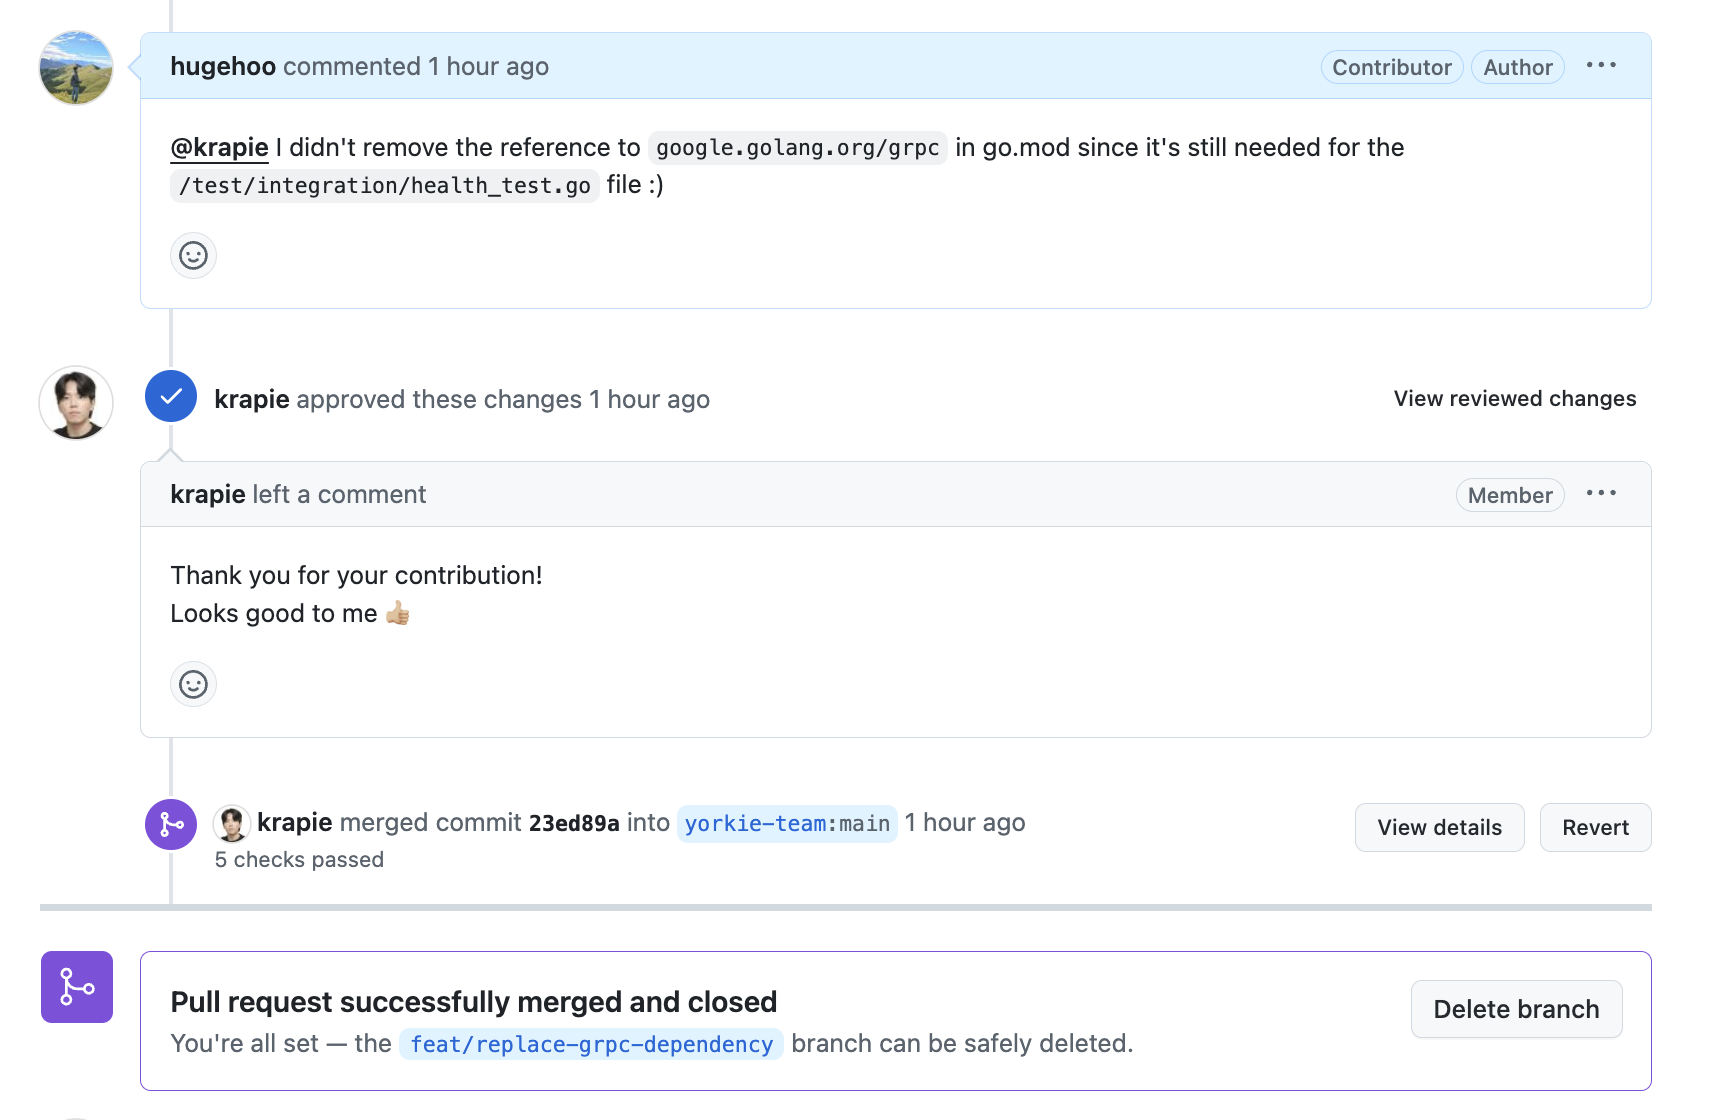 hugehoo commented 1 hour ago Contributor Author
@krapie I didn't remove the reference to google.golang.org/grpc in go.mod since it's still needed for the
/test/integration/health_test.go file :)
krapie approved these changes 1 hour ago View reviewed changes
krapie left a comment Member
Thank you for your contribution!
Looks good to me 👍🏼
krapie merged commit 23ed89a into yorkie-team:main 1 hour ago View details Revert
5 checks passed
Pull request successfully merged and closed
You're all set — the feat/replace-grpc-dependency branch can be safely deleted.
Delete branch